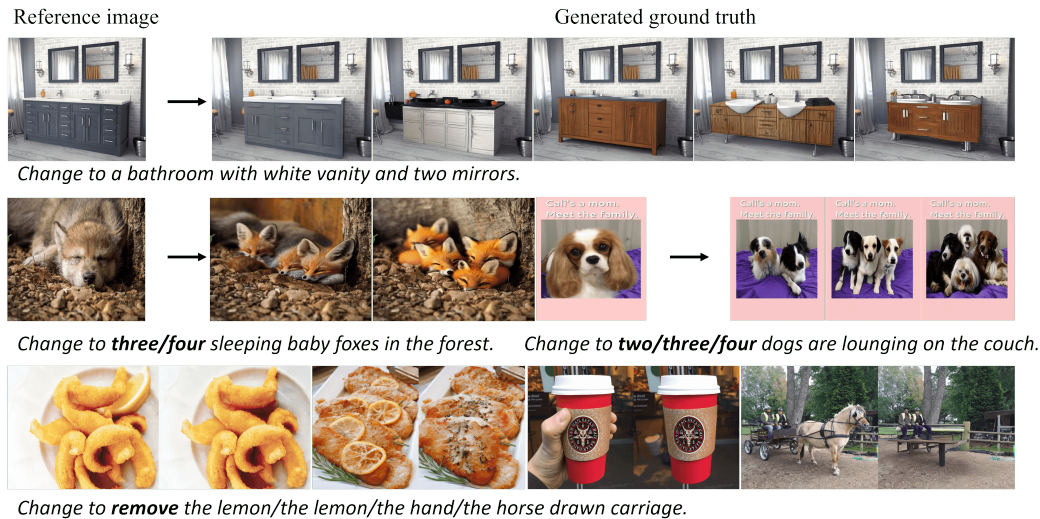 Reference image
Generated ground truth
Change to a bathroom with white vanity and two mirrors.
Cali's a mom.
Meet the family.
Cali's a mom.
Meet the family.
Cali's a mom.
Meet the family.
Cali's a mom.
Meet the family.
Change to three/four sleeping baby foxes in the forest.
Change to two/three/four dogs are lounging on the couch.
Change to remove the lemon/the lemon/the hand/the horse drawn carriage.